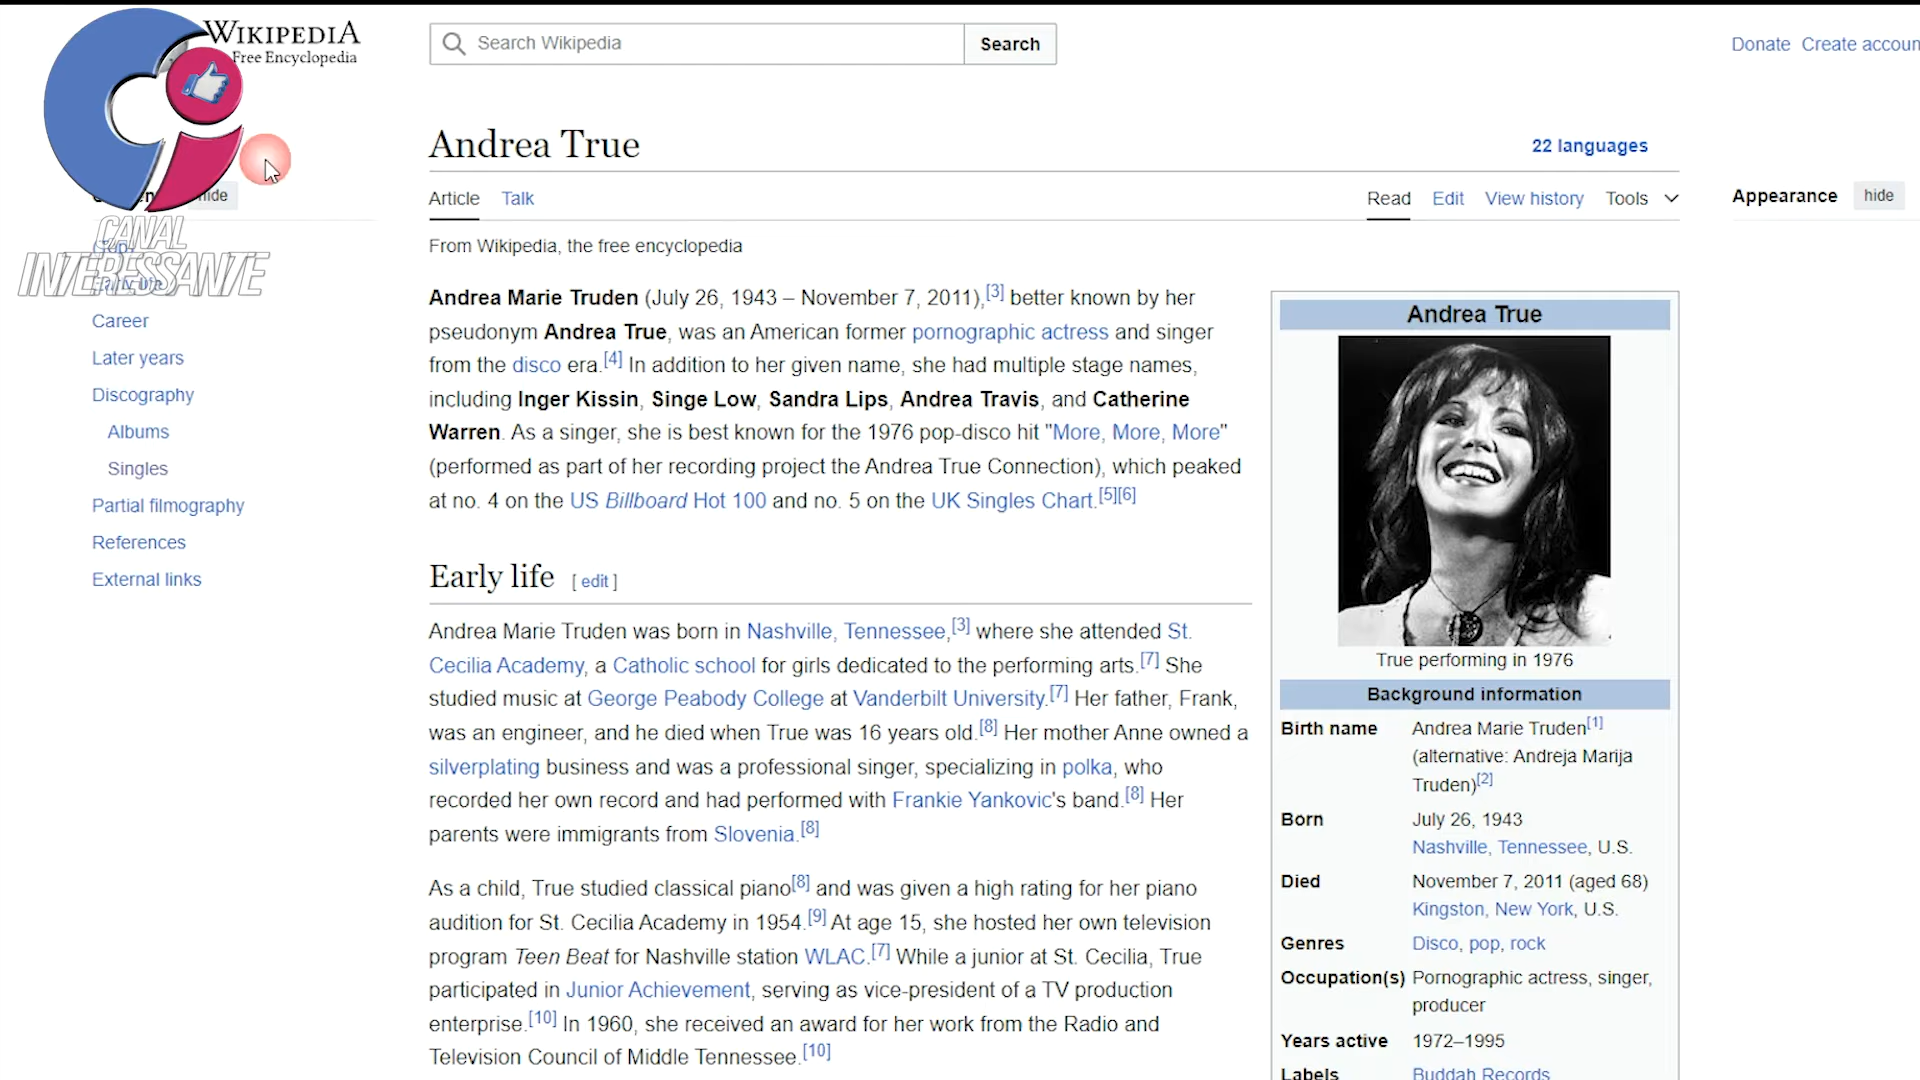 WIKIPEDIA
Free Encyclopedia
Search Wikipedia
Search
Donate Create accoun
CANAL
INTERESSANTE
hide
Career
Later years
Discography
Albums
Singles
Partial filmography
References
External links
Andrea True
22 languages
Article Talk
Read Edit View history Tools
Appearance hide
From Wikipedia, the free encyclopedia
Andrea Marie Truden (July 26, 1943 – November 7, 2011),[3] better known by her
pseudonym Andrea True, was an American former pornographic actress and singer
from the disco era.[4] In addition to her given name, she had multiple stage names,
including Inger Kissin, Singe Low, Sandra Lips, Andrea Travis, and Catherine
Warren. As a singer, she is best known for the 1976 pop-disco hit "More, More, More"
(performed as part of her recording project the Andrea True Connection), which peaked
at no. 4 on the US Billboard Hot 100 and no. 5 on the UK Singles Chart.[5][6]
Early life [ edit ]
Andrea Marie Truden was born in Nashville, Tennessee,[3] where she attended St.
Cecilia Academy, a Catholic school for girls dedicated to the performing arts.[7] She
studied music at George Peabody College at Vanderbilt University.[7] Her father, Frank,
was an engineer, and he died when True was 16 years old.[8] Her mother Anne owned a
silverplating business and was a professional singer, specializing in polka, who
recorded her own record and had performed with Frankie Yankovic's band.[8] Her
parents were immigrants from Slovenia.[8]
As a child, True studied classical piano[8] and was given a high rating for her piano
audition for St. Cecilia Academy in 1954.[9] At age 15, she hosted her own television
program Teen Beat for Nashville station WLAC.[7] While a junior at St. Cecilia, True
participated in Junior Achievement, serving as vice-president of a TV production
enterprise.[10] In 1960, she received an award for her work from the Radio and
Television Council of Middle Tennessee.[10]
Andrea True
True performing in 1976
Background information
Birth name Andrea Marie Truden[1]
(alternative: Andreja Marija
Truden)[2]
Born July 26, 1943
Nashville, Tennessee, U.S.
Died November 7, 2011 (aged 68)
Kingston, New York, U.S.
Genres Disco, pop, rock
Occupation(s) Pornographic actress, singer,
producer
Years active 1972–1995
Labels Buddah Records